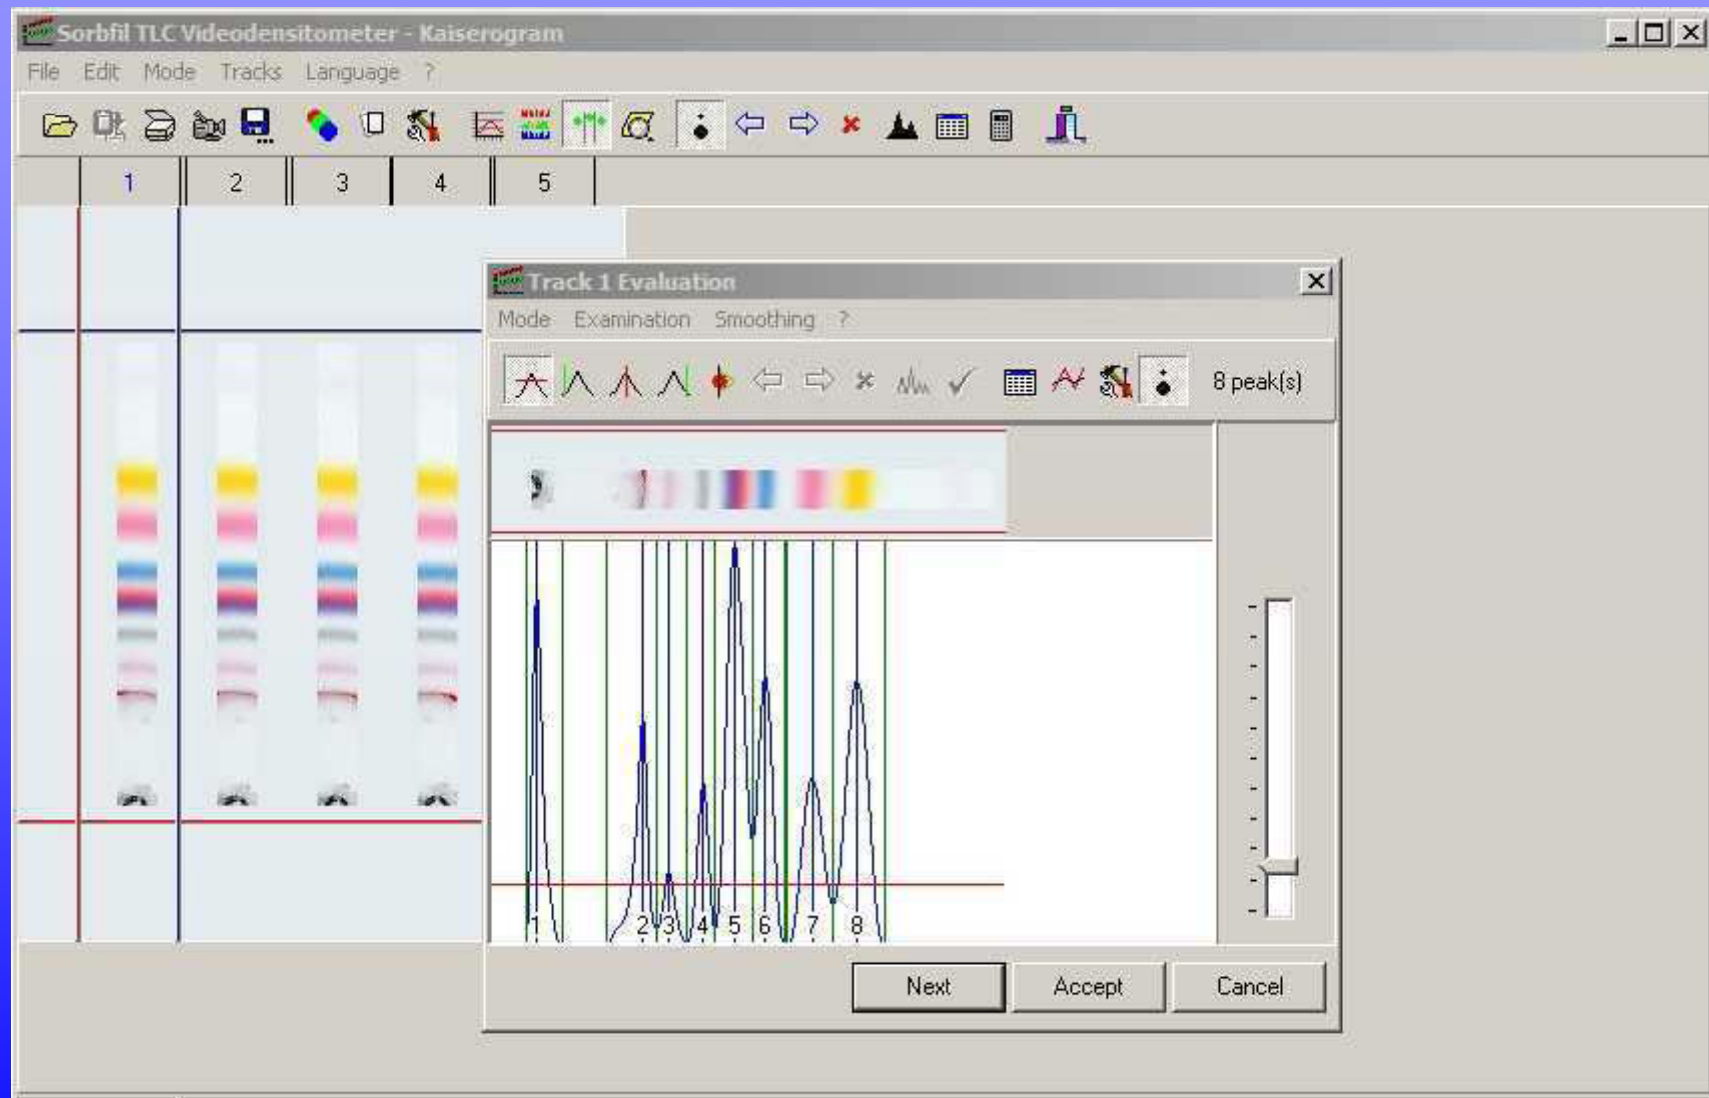 Sorbfil TLC Videodensitometer - Kaiserogram
File Edit Mode Tracks Language ?
1 2 3 4 5
Track 1 Evaluation
Mode Examination Smoothing ?
8 peak(s)
1 2 3 4 5 6 7 8
Next Accept Cancel